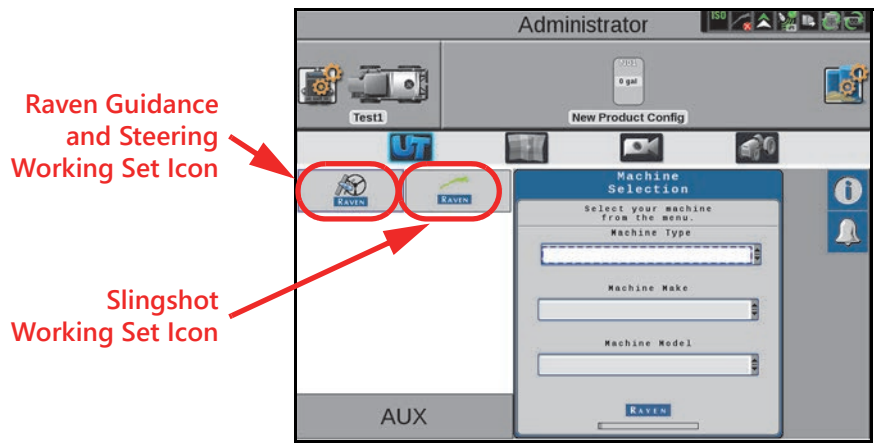 Administrator
ISO
0 gal
Test1
New Product Config
Raven Guidance
and Steering
Working Set Icon
UT
RAVEN
RAVEN
Machine
Selection
Select your machine
from the menu.
Machine Type
Machine Make
Machine Model
Slingshot
Working Set Icon
AUX
RAVEN